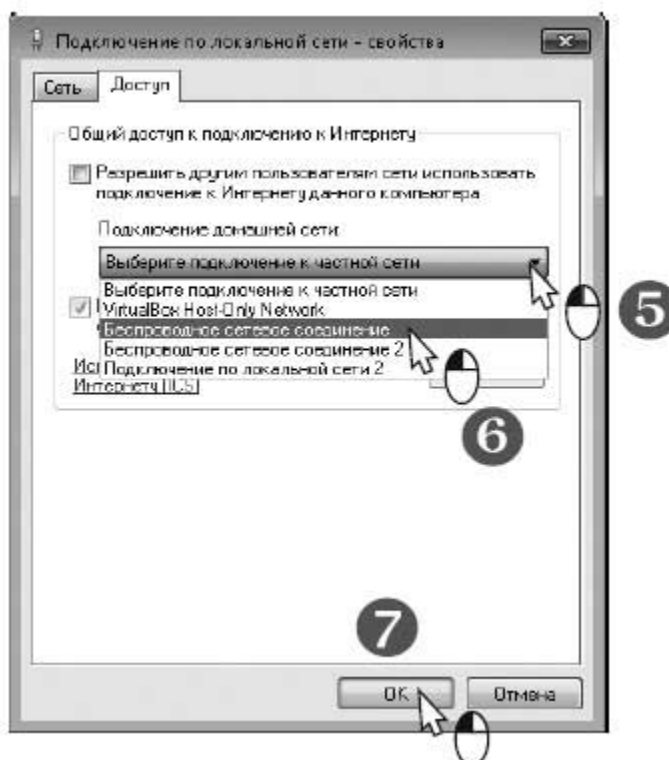 Подключение по локальной сети - свойства
Сеть Доступ
Общий доступ к подключению к Интернету
Разрешить другим пользователям сети использовать
подключение к Интернету данного компьютера
Подключение домашней сети:
Выберите подключение к частной сети
Выберите подключение к частной сети
VirtualBox Host-Only Network
Беспроводное сетевое соединение
Беспроводное сетевое соединение 2
Подключение по локальной сети 2
Интернету (ICS)
5
6
7
OK Отмена